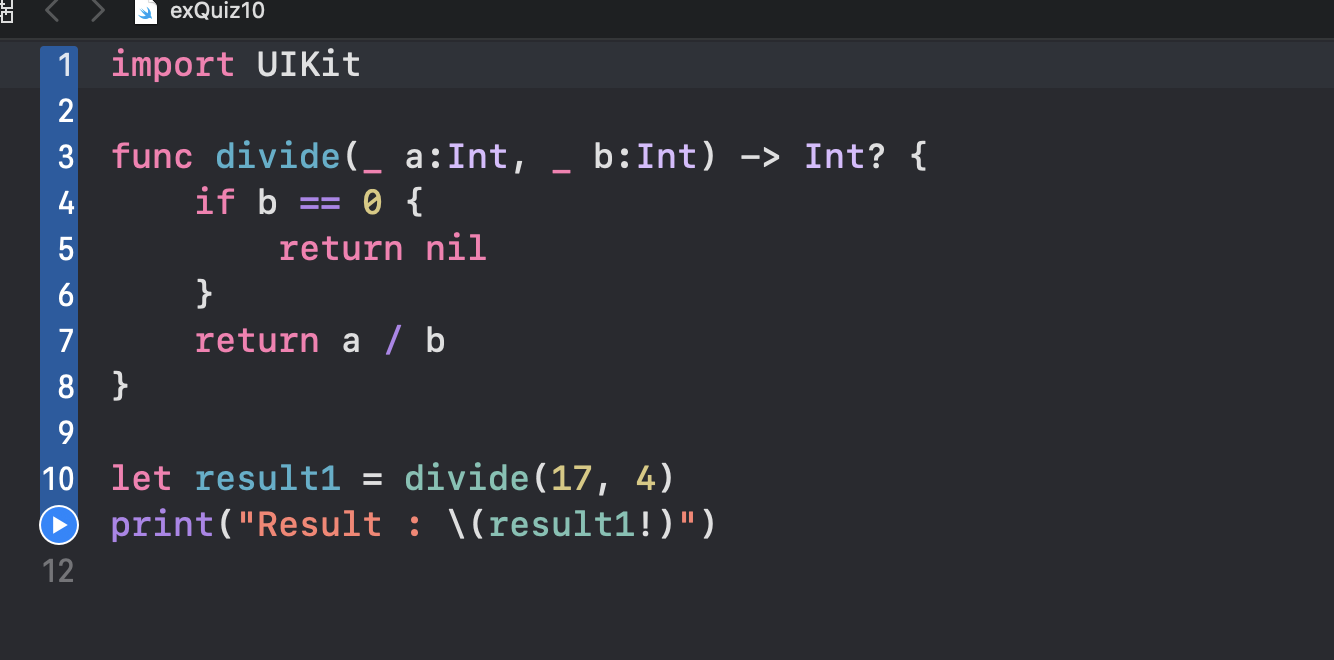 exQuiz10
1 import UIKit
2
3 func divide(_ a:Int, _ b:Int) -> Int? {
4     if b == 0 {
5         return nil
6     }
7     return a / b
8 }
9
10 let result1 = divide(17, 4)
print("Result : \(result1!)")
12